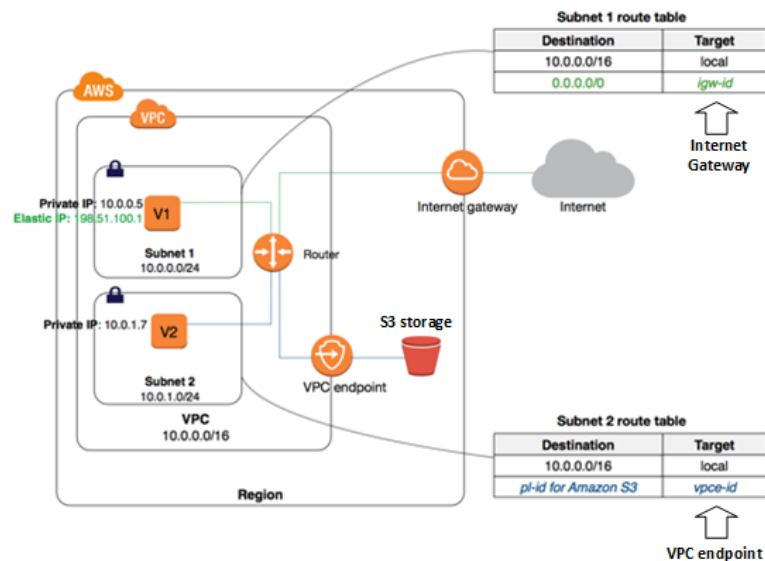 Subnet 1 route table
Destination Target
10.0.0.0/16 local
0.0.0.0/0 igw-id
Internet
Gateway
AWS
VPC
Private IP: 10.0.0.5
Elastic IP: 198.51.100.1
V1
Subnet 1
10.0.0.0/24
Internet gateway
Internet
Router
Private IP: 10.0.1.7
V2
Subnet 2
10.0.1.0/24
S3 storage
VPC endpoint
VPC
10.0.0.0/16
Region
Subnet 2 route table
Destination Target
10.0.0.0/16 local
pl-id for Amazon S3 vpce-id
VPC endpoint